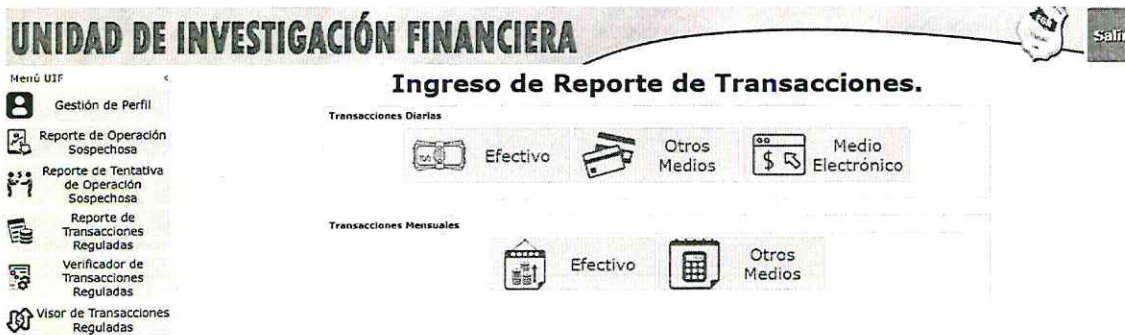 UNIDAD DE INVESTIGACIÓN FINANCIERA
Salir
Menú UIF <
Gestión de Perfil
Reporte de Operación
Sospechosa
Reporte de Tentativa
de Operación
Sospechosa
Reporte de
Transacciones
Reguladas
Verificador de
Transacciones
Reguladas
Visor de Transacciones
Reguladas
Ingreso de Reporte de Transacciones.
Transacciones Diarias
Efectivo
Otros
Medios
$
Medio
Electrónico
Transacciones Mensuales
Efectivo
Otros
Medios